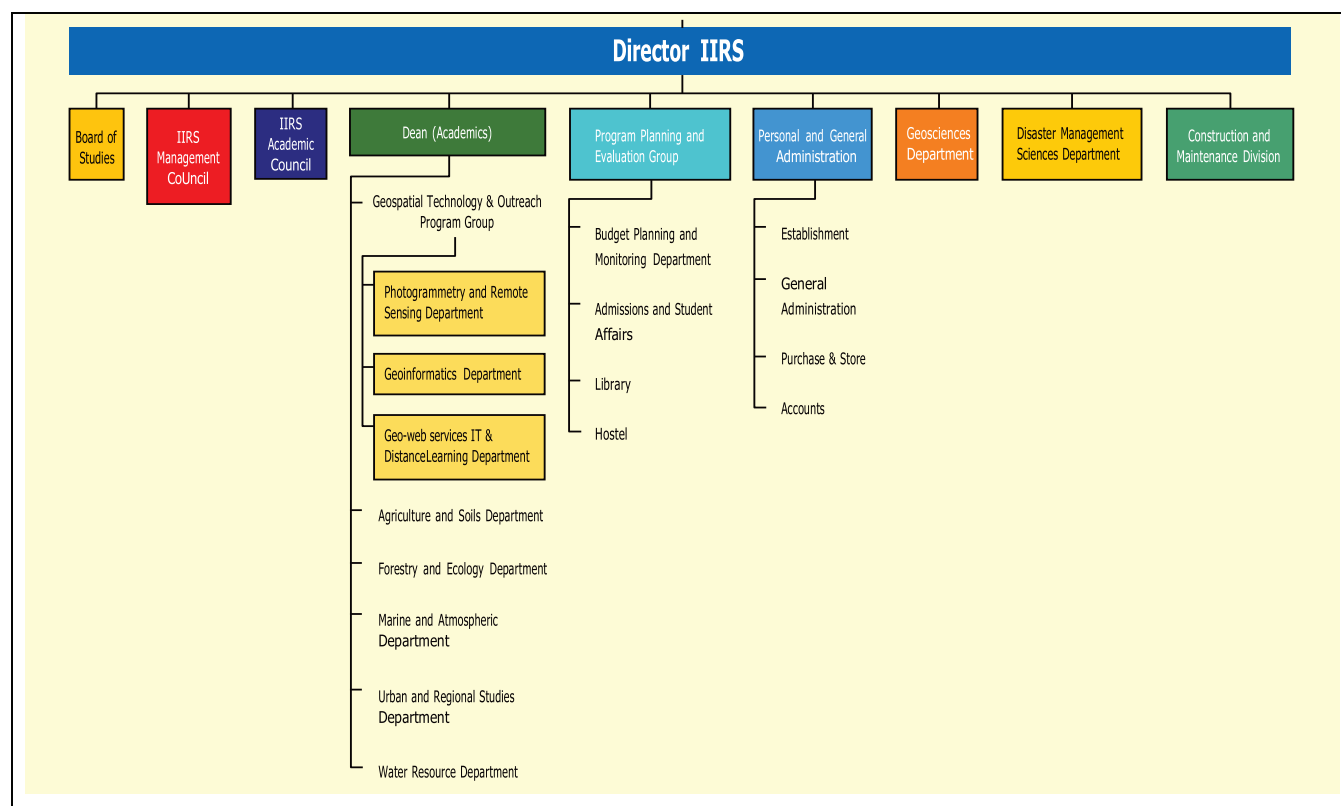 Director IIRS
Board of
Studies
IIRS
Management
CoUncil
IIRS
Academic
Council
Dean (Academics)
Program Planning and
Evaluation Group
Personal and General
Administration
Geosciences
Department
Disaster Management
Sciences Department
Construction and
Maintenance Division
Geospatial Technology & Outreach
Program Group
Photogrammetry and Remote
Sensing Department
Geoinformatics Department
Geo-web services IT &
DistanceLearning Department
Agriculture and Soils Department
Forestry and Ecology Department
Marine and Atmospheric
Department
Urban and Regional Studies
Department
Water Resource Department
Budget Planning and
Monitoring Department
Admissions and Student
Affairs
Library
Hostel
Establishment
General
Administration
Purchase & Store
Accounts